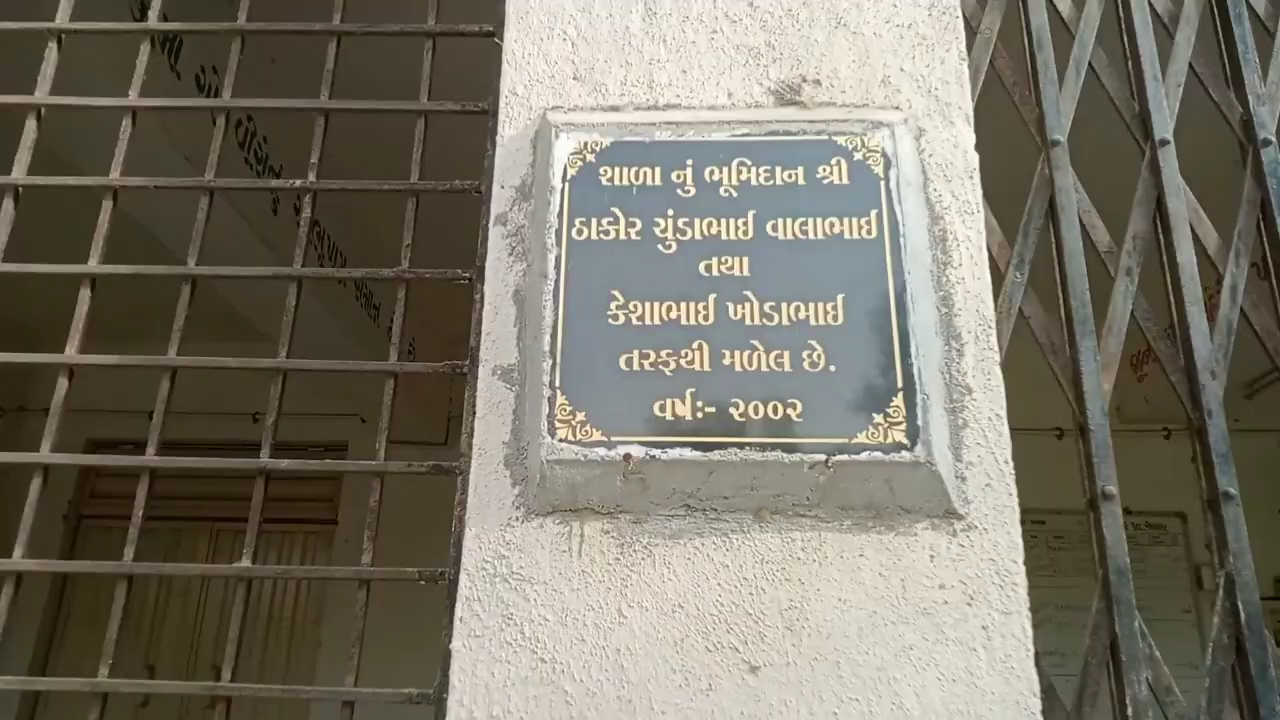 શાળા નું ભૂમિદાન શ્રી
ઠાકોર ચુંડાભાઈ વાલાભાઈ
તથા
કેશાભાઈ ખોડાભાઈ
તરફથી મળેલ છે.
વર્ષઃ- ૨૦૦૨